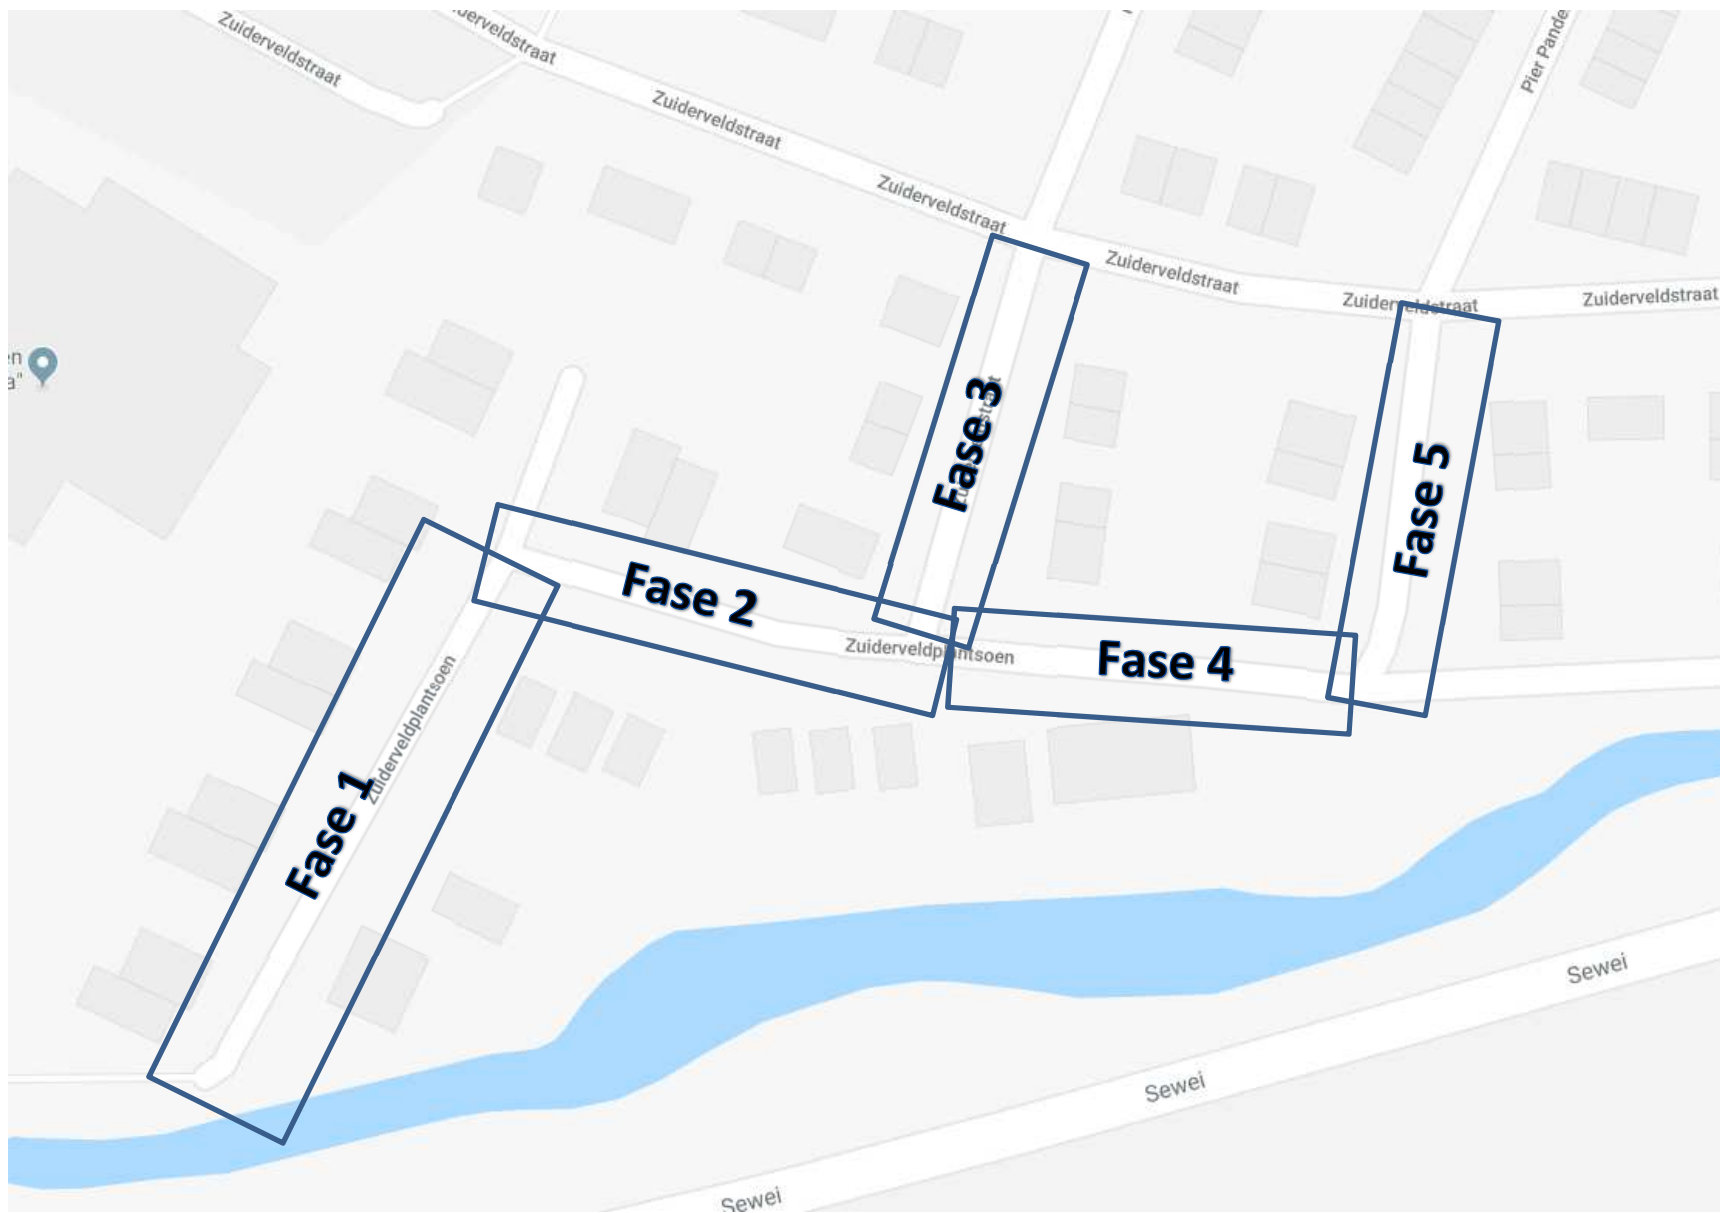 Zuiderveldstraat
Zuiderveldstraat
Zuiderveldstraat
Zuiderveldstraat
Zuiderveldstraat
Zuiderveldstraat
Pier Pande
Fase 3
Fase 5
Fase 2
Zuiderveldplantsoen
Fase 4
Zuiderveldplantsoen
Fase 1
Sewei
Sewei
Sewei